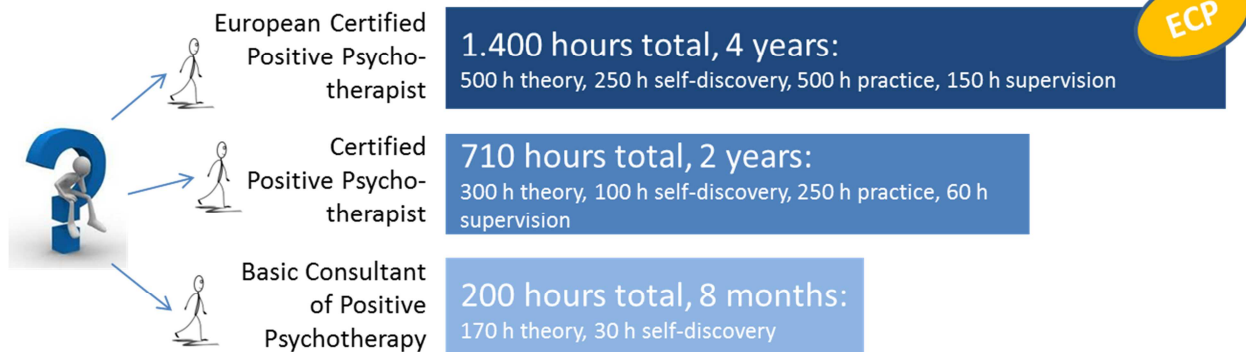 European Certified
Positive Psycho-
therapist
1.400 hours total, 4 years:
500 h theory, 250 h self-discovery, 500 h practice, 150 h supervision
ECP
Certified
Positive Psycho-
therapist
710 hours total, 2 years:
300 h theory, 100 h self-discovery, 250 h practice, 60 h
supervision
Basic Consultant
of Positive
Psychotherapy
200 hours total, 8 months:
170 h theory, 30 h self-discovery